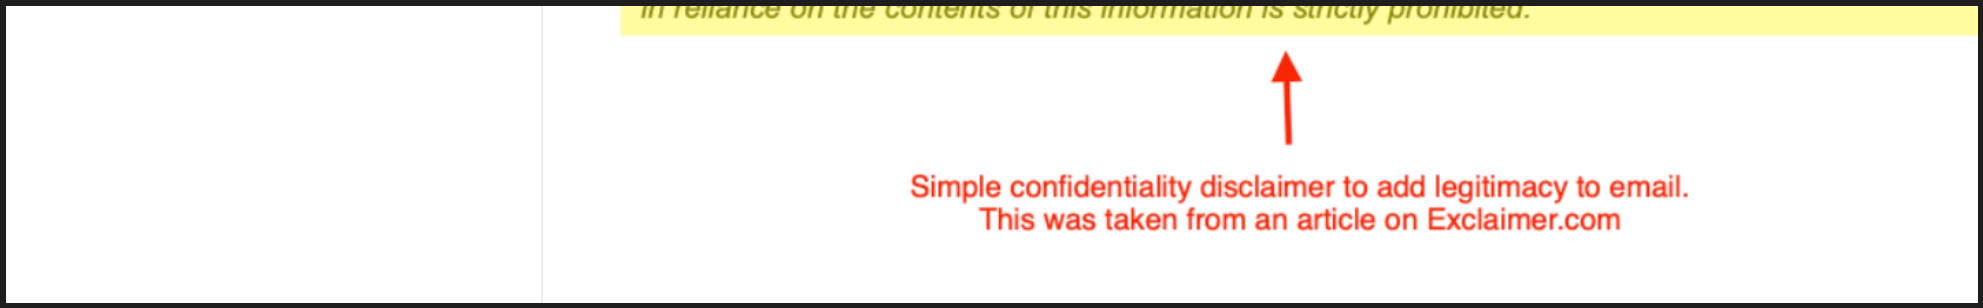 in reliance on the contents of this information is strictly prohibited.
Simple confidentiality disclaimer to add legitimacy to email.
This was taken from an article on Exclaimer.com